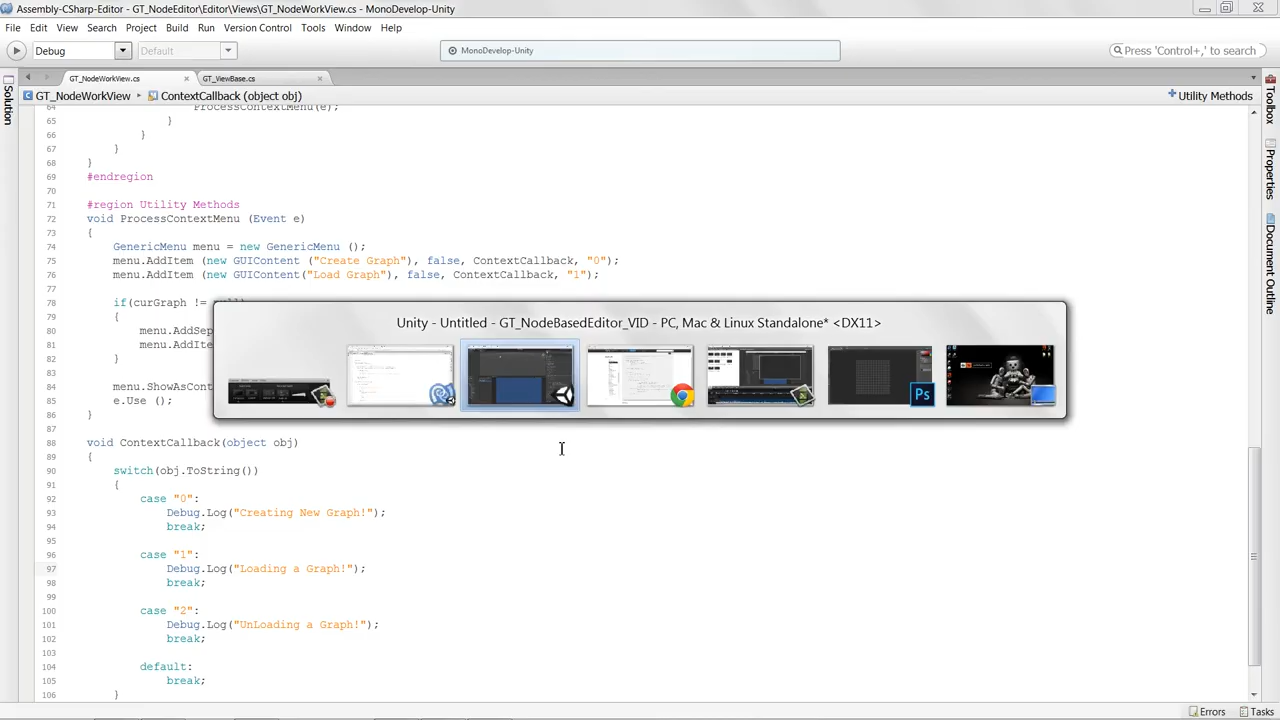 Assembly-CSharp-Editor - GT_NodeEditor\Editor\Views\GT_NodeWorkView.cs - MonoDevelop-Unity
File Edit View Search Project Build Run Version Control Tools Window Help
Debug Default MonoDevelop-Unity Press 'Control+,' to search
GT_NodeWorkView.cs GT_ViewBase.cs
GT_NodeWorkView ContextCallback (object obj) Utility Methods
Solution
Toolbox
Properties
Document Outline
64 ProcessContextMenu(e);
65 }
66 }
67 }
68 }
69 #endregion
70
71 #region Utility Methods
72 void ProcessContextMenu (Event e)
73 {
74 GenericMenu menu = new GenericMenu ();
75 menu.AddItem (new GUIContent ("Create Graph"), false, ContextCallback, "0");
76 menu.AddItem (new GUIContent("Load Graph"), false, ContextCallback, "1");
77
78 if(curGraph !=
79 {
80 menu.AddSep
81 menu.AddI
82 }
83
84 menu.ShowAsCont
85 e.Use ();
86 }
Unity - Untitled - GT_NodeBasedEditor_VID - PC, Mac & Linux Standalone* <DX11>
Ps
87
88 void ContextCallback(object obj)
89 {
90 switch(obj.ToString())
91 {
92 case "0":
93 Debug.Log("Creating New Graph!");
94 break;
95
96 case "1":
97 Debug.Log("Loading a Graph!");
98 break;
99
100 case "2":
101 Debug.Log("UnLoading a Graph!");
102 break;
103
104 default:
105 break;
106 }
Errors Tasks